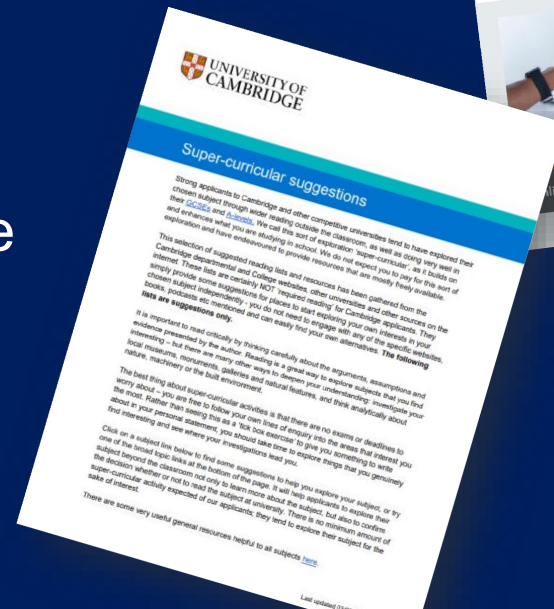 e
UNIVERSITY OF
CAMBRIDGE
Super-curricular suggestions
Strong applicants to Cambridge and other competitive universities tend to have explored their
chosen subject through wider reading outside the classroom, as well as doing very well in
their GCSEs and A-levels. We call this sort of exploration 'super-curricular', as it builds on
and enhances what you are studying in school. We do not expect you to pay for this sort of
exploration and have endeavoured to provide resources that are mostly freely available.
This selection of suggested reading lists and resources has been gathered from the
Cambridge departmental and College websites, other universities and other sources on the
internet. These lists are certainly NOT 'required reading' for Cambridge applicants. They
simply provide some suggestions for places to start exploring your own interests in your
chosen subject independently - you do not need to engage with any of the specific websites,
books, podcasts etc mentioned and can easily find your own alternatives. The following
lists are suggestions only.
It is important to read critically by thinking carefully about the arguments, assumptions and
evidence presented by the author. Reading is a great way to explore subjects that you find
interesting – but there are many other ways to deepen your understanding: investigate your
local museums, monuments, galleries and natural features, and think analytically about
nature, machinery or the built environment.
The best thing about super-curricular activities is that there are no exams or deadlines to
worry about – you are free to follow your own lines of enquiry into the areas that interest you
the most. Rather than seeing this as a 'tick box exercise' to give you something to write
about in your personal statement, you should take time to explore things that you genuinely
find interesting and see where your investigations lead you.
Click on a subject link below to find some suggestions to help you explore your subject, or try
one of the broad topic links at the bottom of the page. It will help applicants to explore their
subject beyond the classroom not only to learn more about the subject, but also to confirm
the decision whether or not to read the subject at university. There is no minimum amount of
super-curricular activity expected of our applicants; they tend to explore their subject for the
sake of interest.
There are some very useful general resources helpful to all subjects here.
Last updated